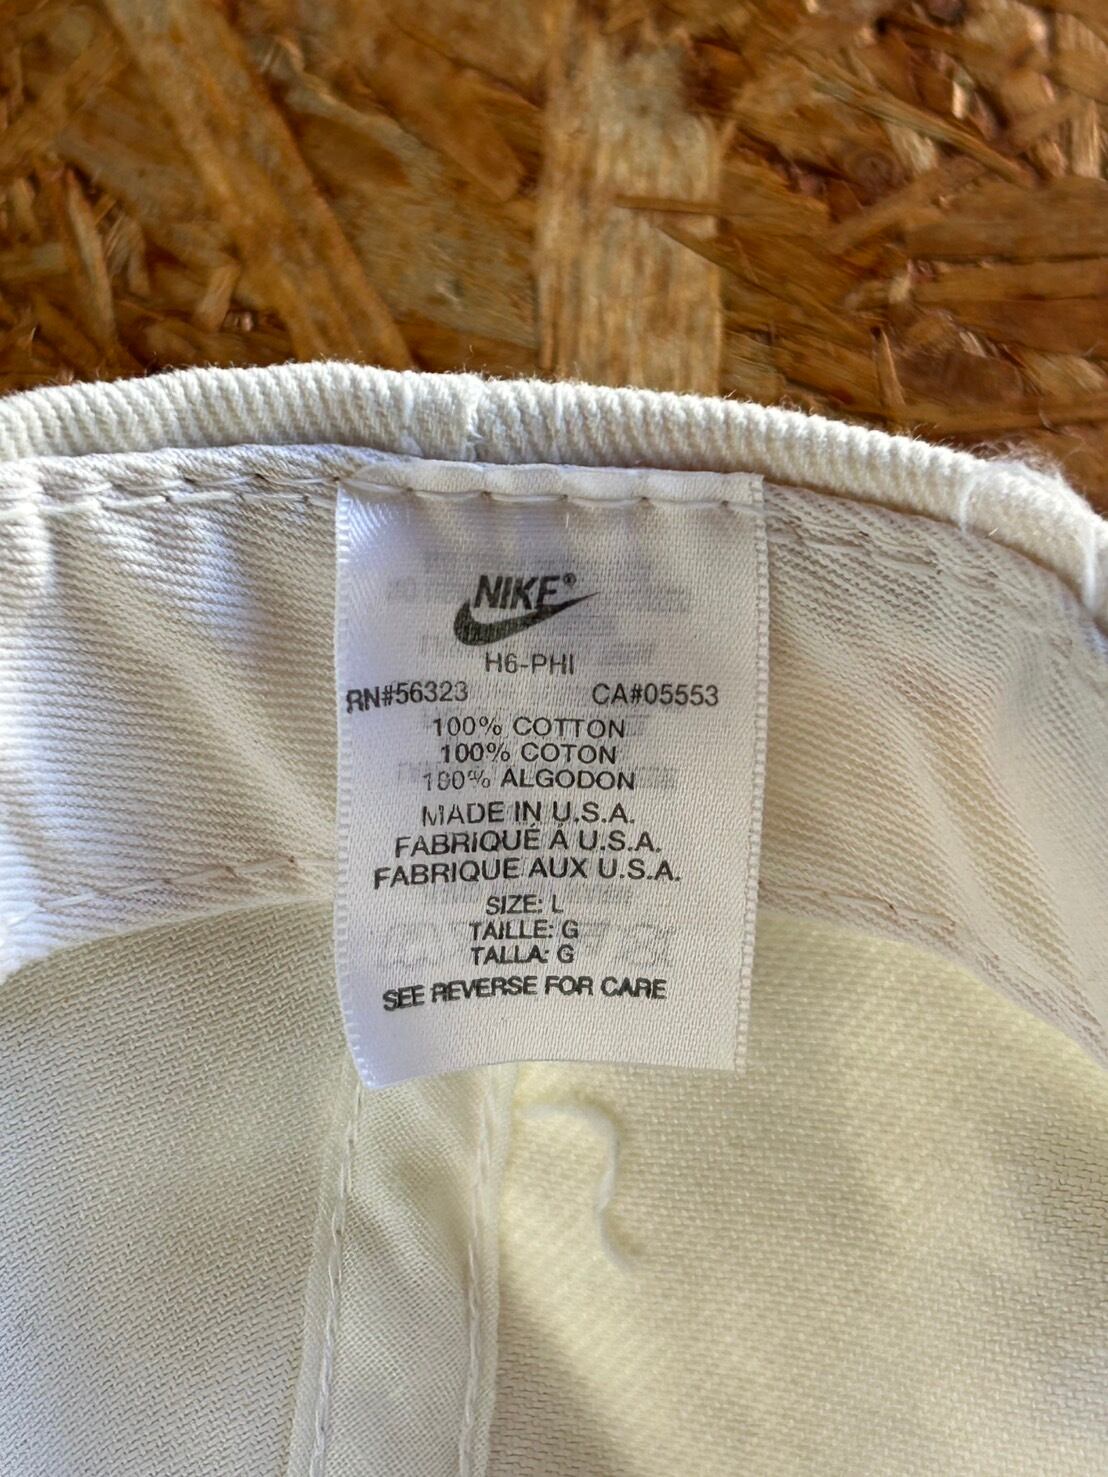 NIKE®
H6-PHI
RN#56323 CA#05553
100% COTTON
100% COTON
100% ALGODON
MADE IN U.S.A.
FABRIQUÉ À U.S.A.
FABRIQUE AUX U.S.A.
SIZE: L
TAILLE: G
TALLA: G
SEE REVERSE FOR CARE